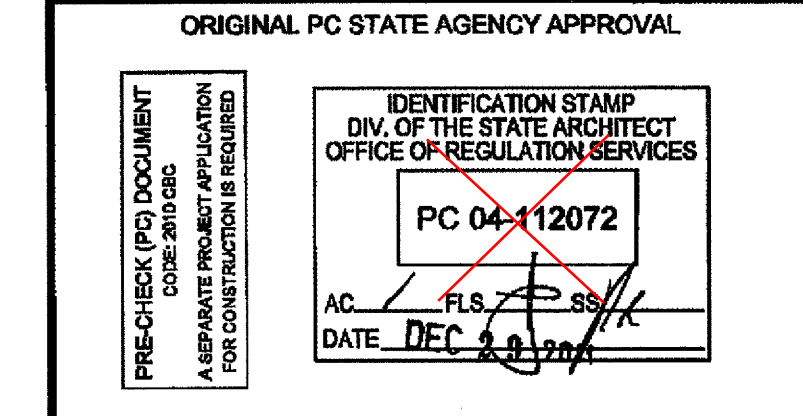 ORIGINAL PC STATE AGENCY APPROVAL
PRE-CHECK (PC) DOCUMENT
CODE: 2010 CBC
A SEPARATE PROJECT APPLICATION
FOR CONSTRUCTION IS REQUIRED
IDENTIFICATION STAMP
DIV. OF THE STATE ARCHITECT
OFFICE OF REGULATION SERVICES
PC 04-112072
AC FLS SS
DATE DEC 29